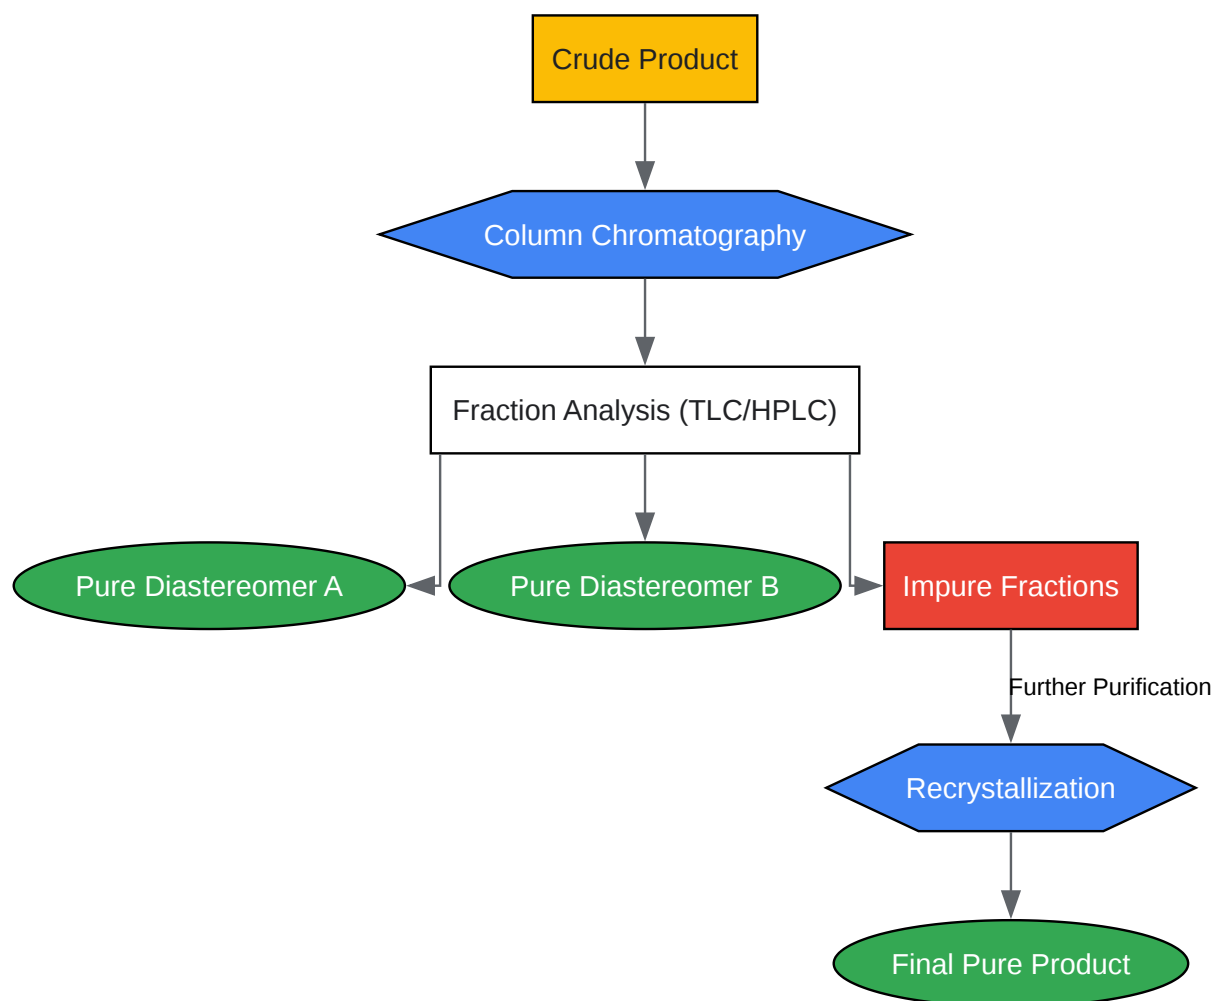 Crude Product
Column Chromatography
Fraction Analysis (TLC/HPLC)
Pure Diastereomer A
Pure Diastereomer B
Impure Fractions
Further Purification
Recrystallization
Final Pure Product